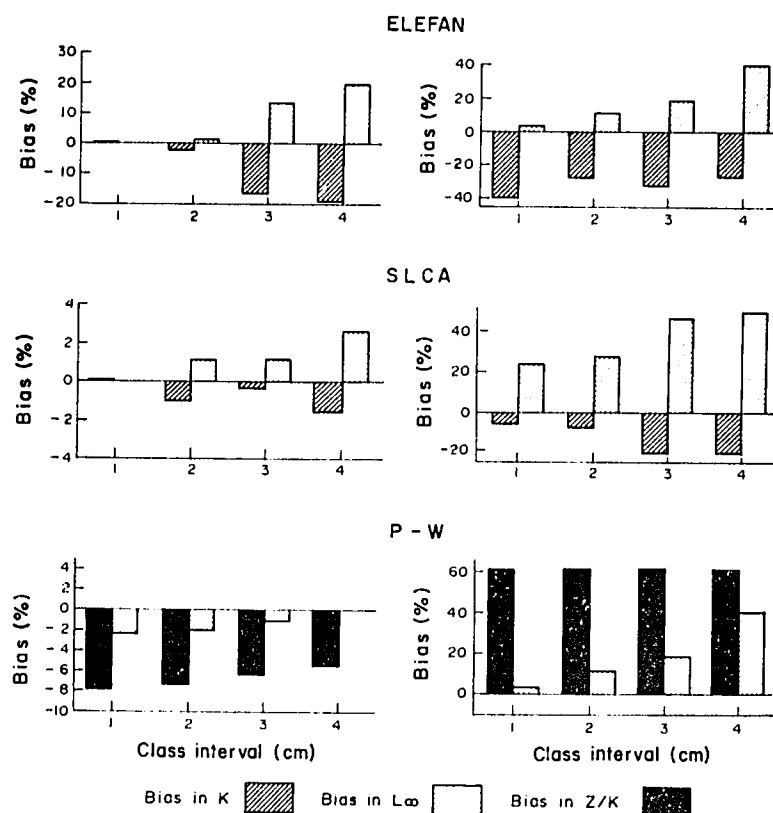 ELEFAN
Bias (%)
30
20
10
0
-10
-20
1 2 3 4
Bias (%)
40
20
0
-20
-40
1 2 3 4
SLCA
Bias (%)
4
2
0
-2
-4
1 2 3 4
Bias (%)
40
20
0
-20
1 2 3 4
P-W
Bias (%)
4
2
0
-2
-4
-6
-8
-10
1 2 3 4
Class interval (cm)
Bias (%)
60
40
20
0
1 2 3 4
Class interval (cm)
Bias in K Bias in L∞ Bias in Z/K